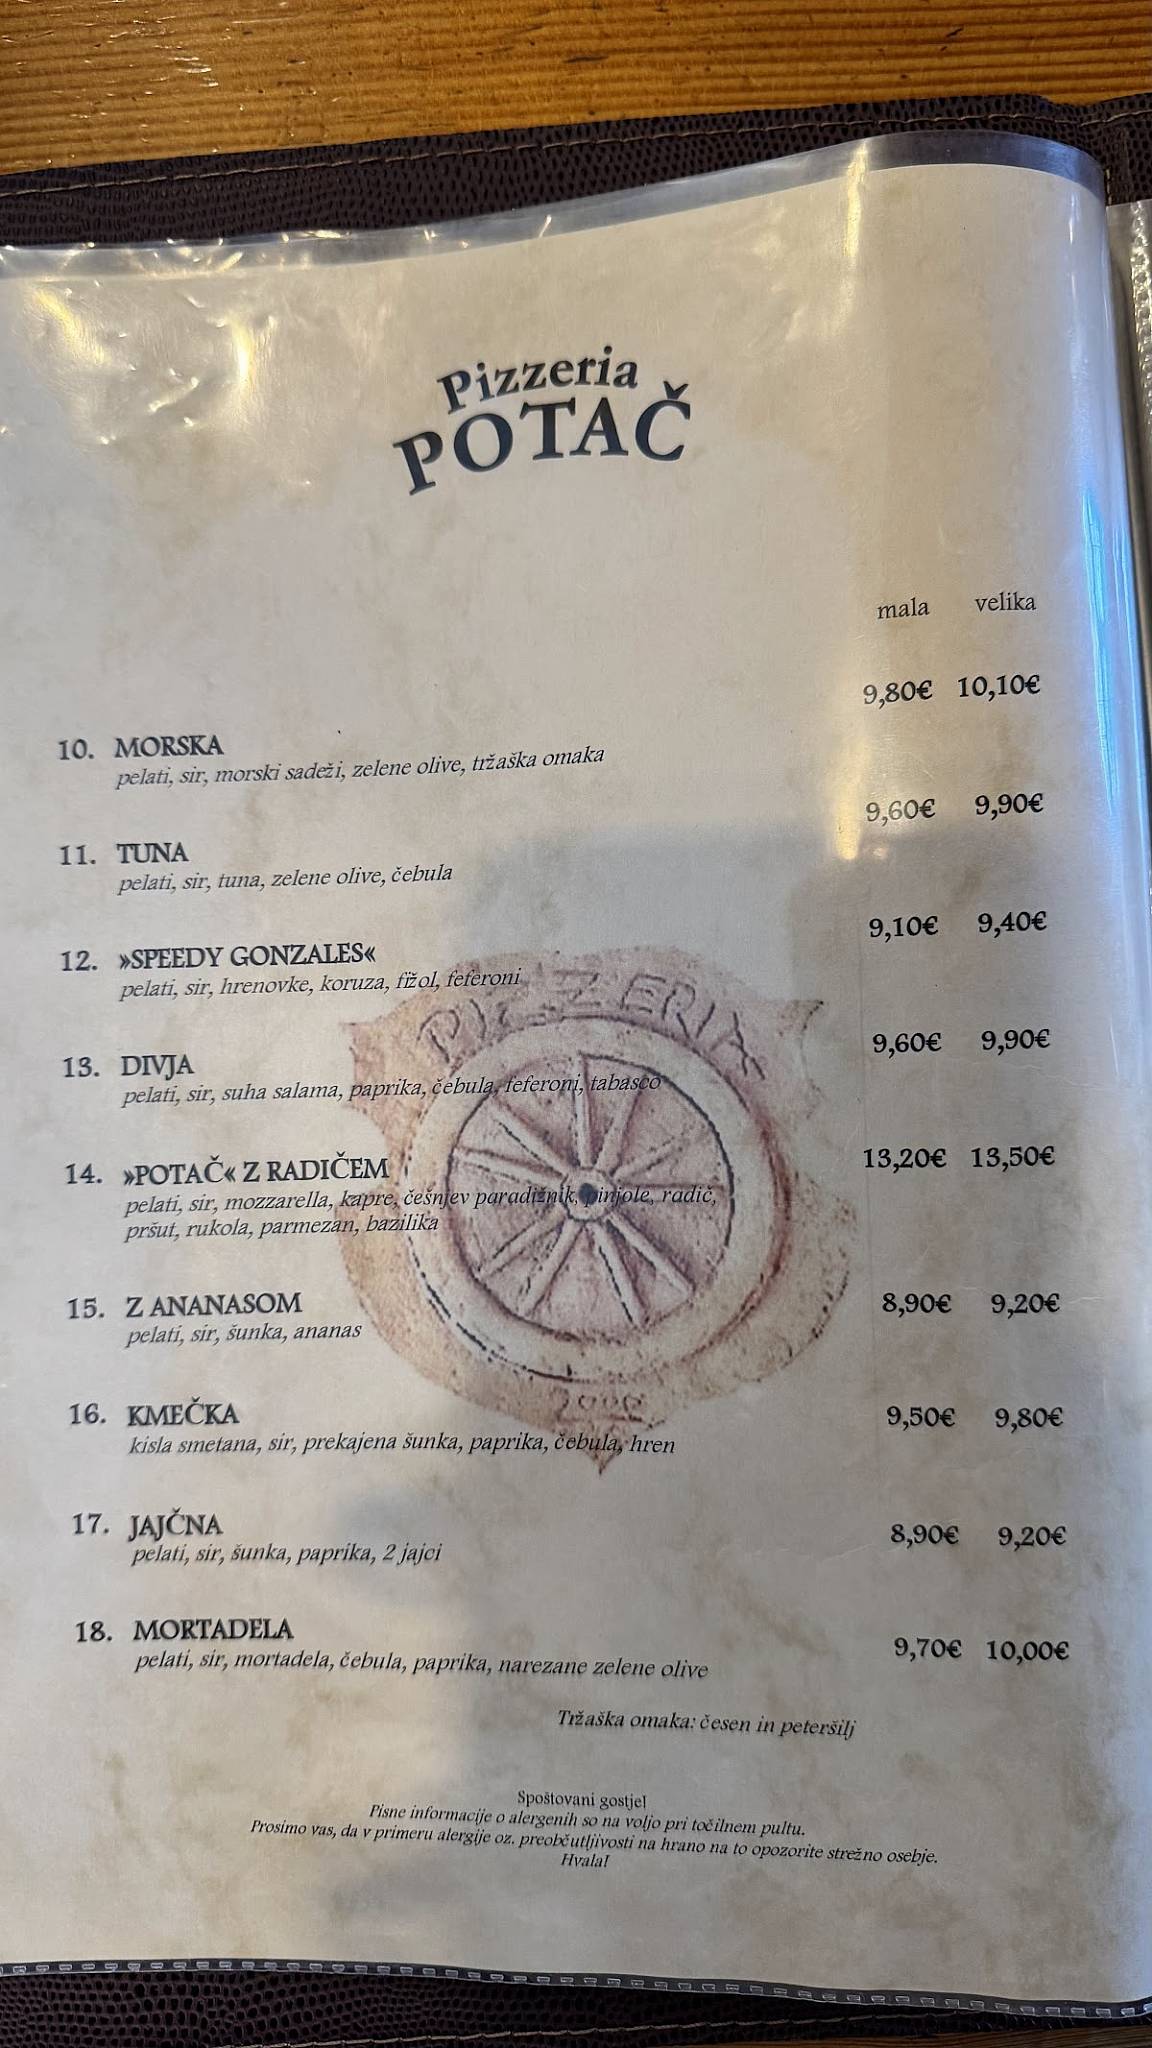 Pizzeria
POTAČ
mala velika
9,80€ 10,10€
10. MORSKA
pelati, sir, morski sadeži, zelene olive, tržaška omaka
9,60€ 9,90€
11. TUNA
pelati, sir, tuna, zelene olive, čebula
9,10€ 9,40€
12. »SPEEDY GONZALES«
pelati, sir, hrenovke, koruza, fižol, feferoni
9,60€ 9,90€
13. DIVJA
pelati, sir, suha salama, paprika, čebula, feferoni, tabasco
14. »POTAČ« Z RADIČEM 13,20€ 13,50€
pelati, sir, mozzarella, kapre, češnjev paradižnik, pinjole, radič,
pršut, rukola, parmezan, bazilika
15. Z ANANASOM 8,90€ 9,20€
pelati, sir, šunka, ananas
16. KMEČKA 9,50€ 9,80€
kisla smetana, sir, prekajena šunka, paprika, čebula, hren
17. JAJČNA 8,90€ 9,20€
pelati, sir, šunka, paprika, 2 jajci
18. MORTADELA 9,70€ 10,00€
pelati, sir, mortadela, čebula, paprika, narezane zelene olive
Tržaška omaka: česen in peteršilj
Spoštovani gostje!
Pisne informacije o alergenih so na voljo pri točilnem pultu.
Prosimo vas, da v primeru alergije oz. preobčutljivosti na hrano na to opozorite strežno osebje.
Hvala!
PIZZERIA
2000